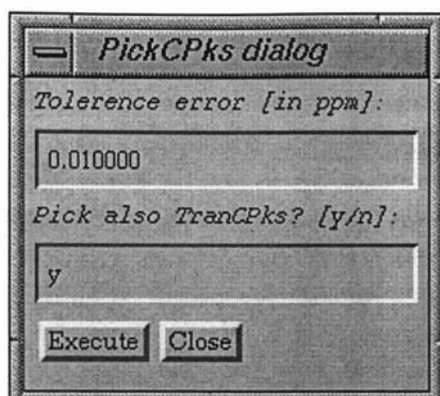 PickCPks dialog
Tolerence error [in ppm]:
0.010000
Pick also TranCPks? [y/n]:
y
Execute Close